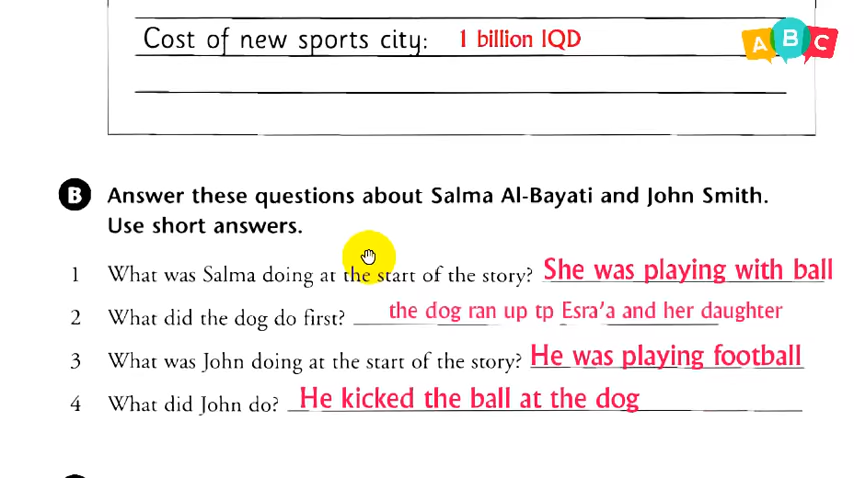 Cost of new sports city: 1 billion IQD
A B C
B Answer these questions about Salma Al-Bayati and John Smith.
Use short answers.
1 What was Salma doing at the start of the story? She was playing with ball
2 What did the dog do first? the dog ran up tp Esra'a and her daughter
3 What was John doing at the start of the story? He was playing football
4 What did John do? He kicked the ball at the dog